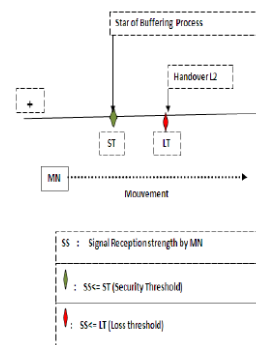 Star of Buffering Process
Handover L2
+
ST
LT
MN
Mouvement
SS : Signal Reception strength by MN
: SS<= ST (Security Threshold)
: SS<= LT (Loss threshold)